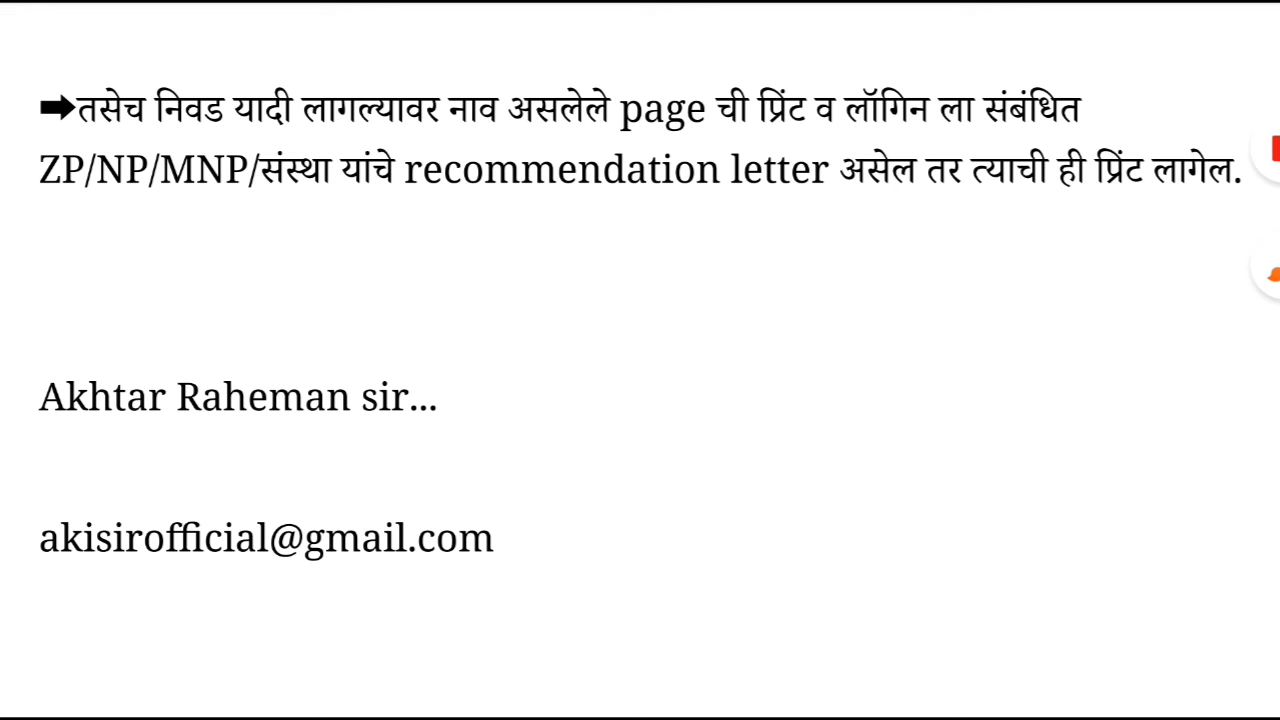 ➡तसेच निवड यादी लागल्यावर नाव असलेले page ची प्रिंट व लॉगिन ला संबंधित
ZP/NP/MNP/संस्था यांचे recommendation letter असेल तर त्याची ही प्रिंट लागेल.
Akhtar Raheman sir...
akisirofficial@gmail.com